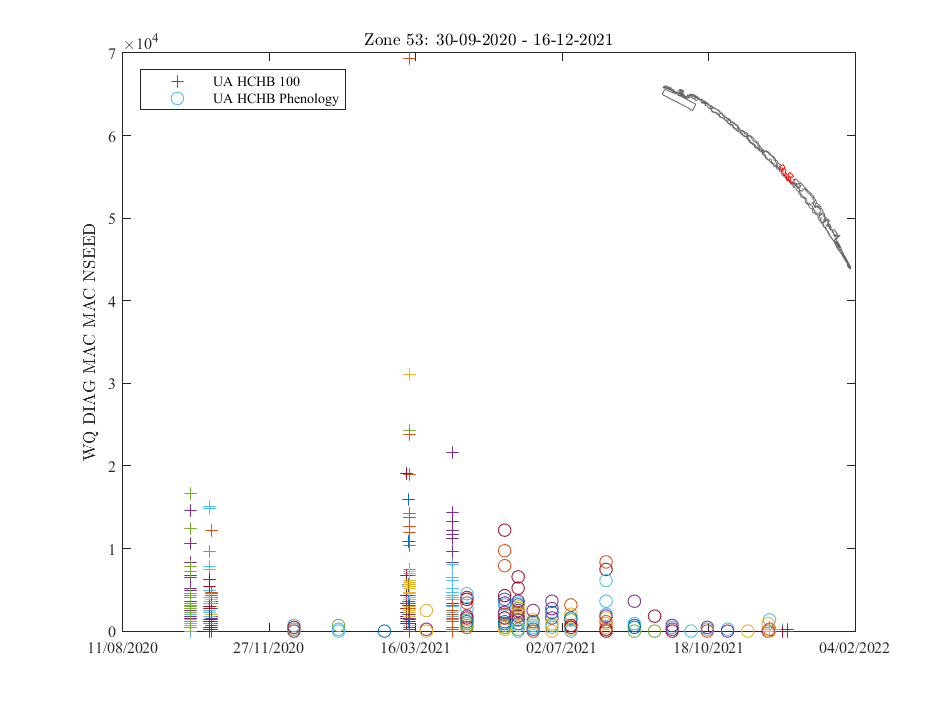 Zone 53: 30-09-2020 - 16-12-2021
×10⁴
7
6
5
4
3
2
1
0
WQ DIAG MAC MAC NSEED
UA HCHB 100
UA HCHB Phenology
11/08/2020 27/11/2020 16/03/2021 02/07/2021 18/10/2021 04/02/2022